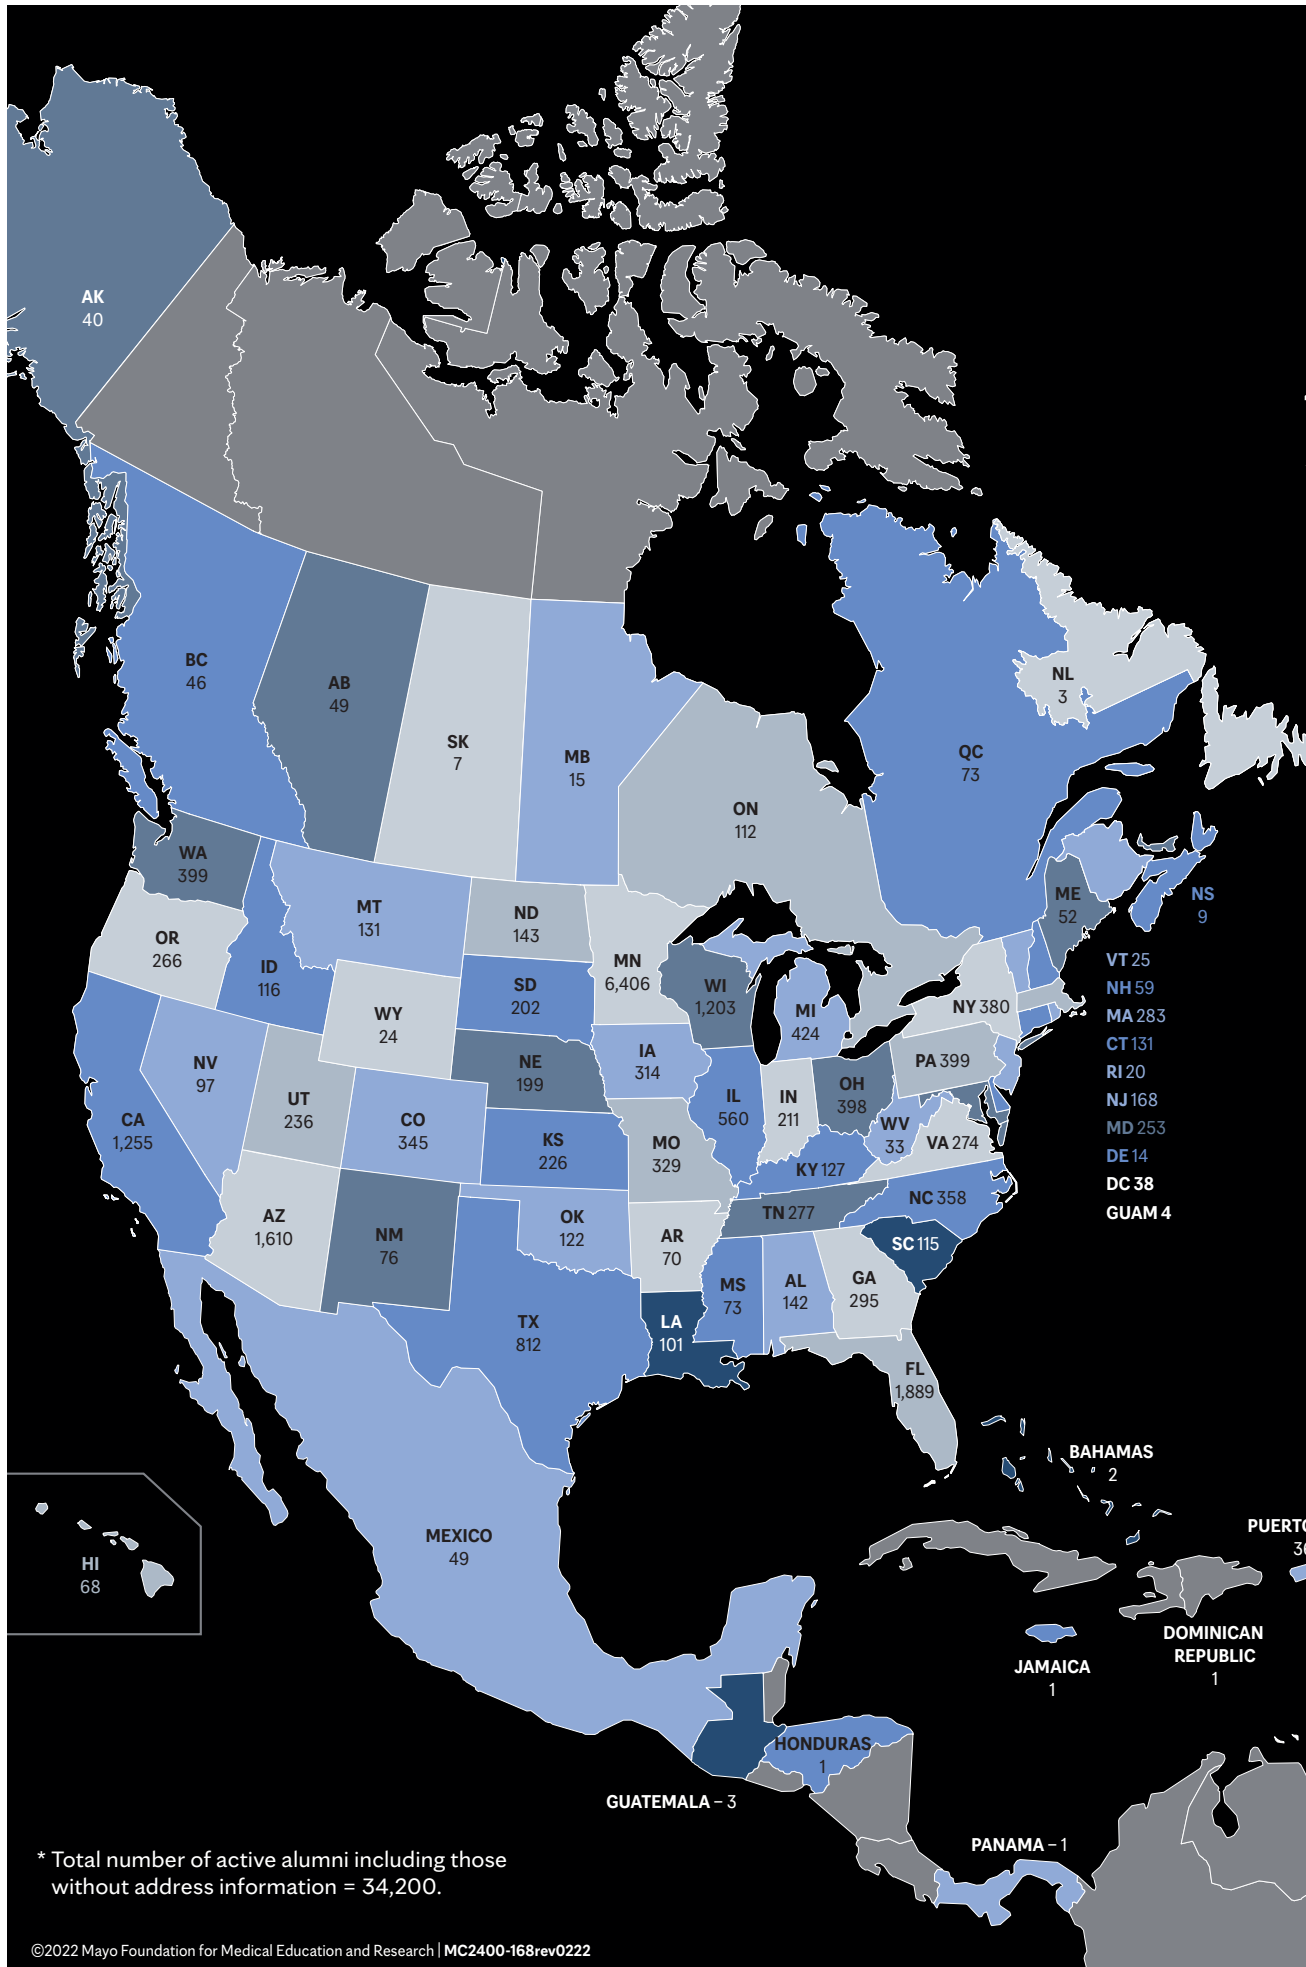 AK
40
BC
46
AB
49
SK
7
MB
15
NL
3
QC
73
ON
112
WA
399
MT
131
ND
143
ME
52
NS
9
OR
266
ID
116
MN
6,406
WI
1,203
VT 25
SD
202
NH 59
WY
24
MI
424
NY 380
MA 283
NV
97
NE
199
IA
314
PA 399
CT 131
UT
236
IL
560
IN
211
OH
398
RI 20
CA
1,255
CO
345
KS
226
MO
329
WV
33
VA 274
NJ 168
MD 253
KY 127
DE 14
NC 358
DC 38
TN 277
GUAM 4
AZ
1,610
NM
76
OK
122
AR
70
SC 115
MS
73
AL
142
GA
295
TX
812
LA
101
FL
1,889
BAHAMAS
2
MEXICO
49
HI
68
JAMAICA
1
DOMINICAN
REPUBLIC
1
HONDURAS
1
GUATEMALA – 3
PANAMA – 1
* Total number of active alumni including those
without address information = 34,200.
©2022 Mayo Foundation for Medical Education and Research | MC2400-168rev0222